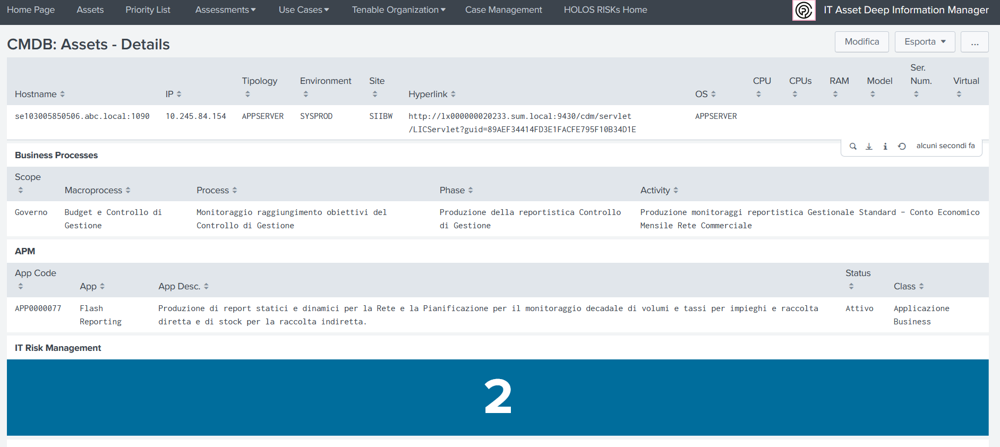 Home Page Assets Priority List Assessments Use Cases Tenable Organization Case Management HOLOS RISKs Home IT Asset Deep Information Manager
CMDB: Assets - Details
Modifica Esporta ...
Hostname IP Tipology Environment Site Hyperlink OS CPU CPUs RAM Model Ser. Num. Virtual
se103005850506.abc.local:1090 10.245.84.154 APPSERVER SYSPROD SIIBW http://lx000000020233.sum.local:9430/cdm/servlet APPSERVER
/LICServlet?guid=89AEF34414FD3E1FACFE795F10B34D1E
alcuni secondi fa
Business Processes
Scope Macroprocess Process Phase Activity
Governo Budget e Controllo di Monitoraggio raggiungimento obiettivi del Produzione della reportistica Controllo Produzione monitoraggi reportistica Gestionale Standard - Conto Economico
Gestione Controllo di Gestione di Gestione Mensile Rete Commerciale
APM
App Code App App Desc. Status Class
APP0000077 Flash Produzione di report statici e dinamici per la Rete e la Pianificazione per il monitoraggio decadale di volumi e tassi per impieghi e raccolta Attivo Applicazione
Reporting diretta e di stock per la raccolta indiretta. Business
IT Risk Management
2